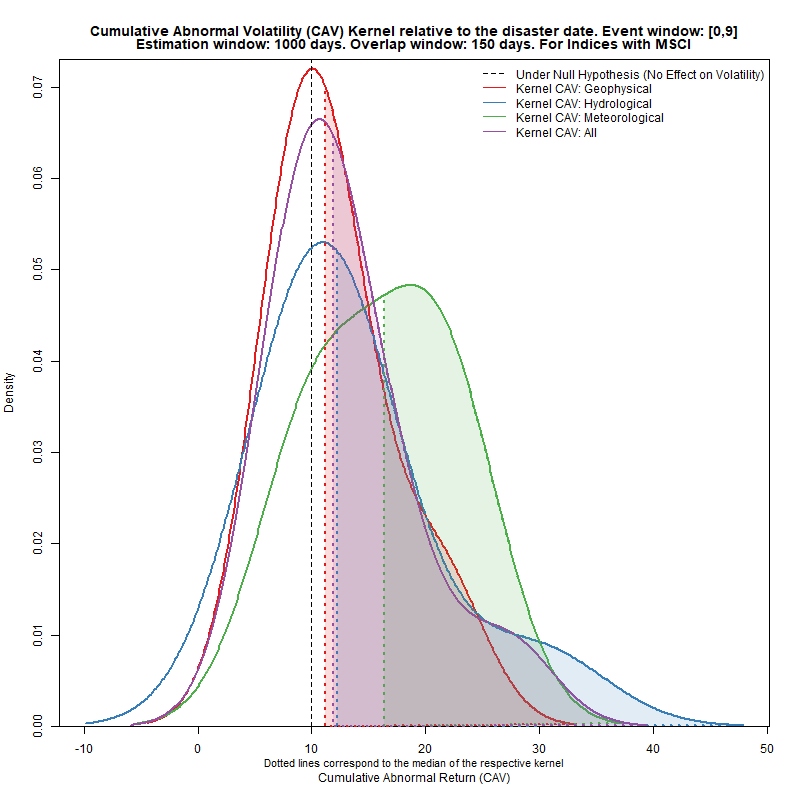 Cumulative Abnormal Volatility (CAV) Kernel relative to the disaster date. Event window: [0,9]
Estimation window: 1000 days. Overlap window: 150 days. For Indices with MSCI
Under Null Hypothesis (No Effect on Volatility)
Kernel CAV: Geophysical
Kernel CAV: Hydrological
Kernel CAV: Meteorological
Kernel CAV: All
Density
0.07
0.06
0.05
0.04
0.03
0.02
0.01
0.00
-10 0 10 20 30 40 50
Dotted lines correspond to the median of the respective kernel
Cumulative Abnormal Return (CAV)